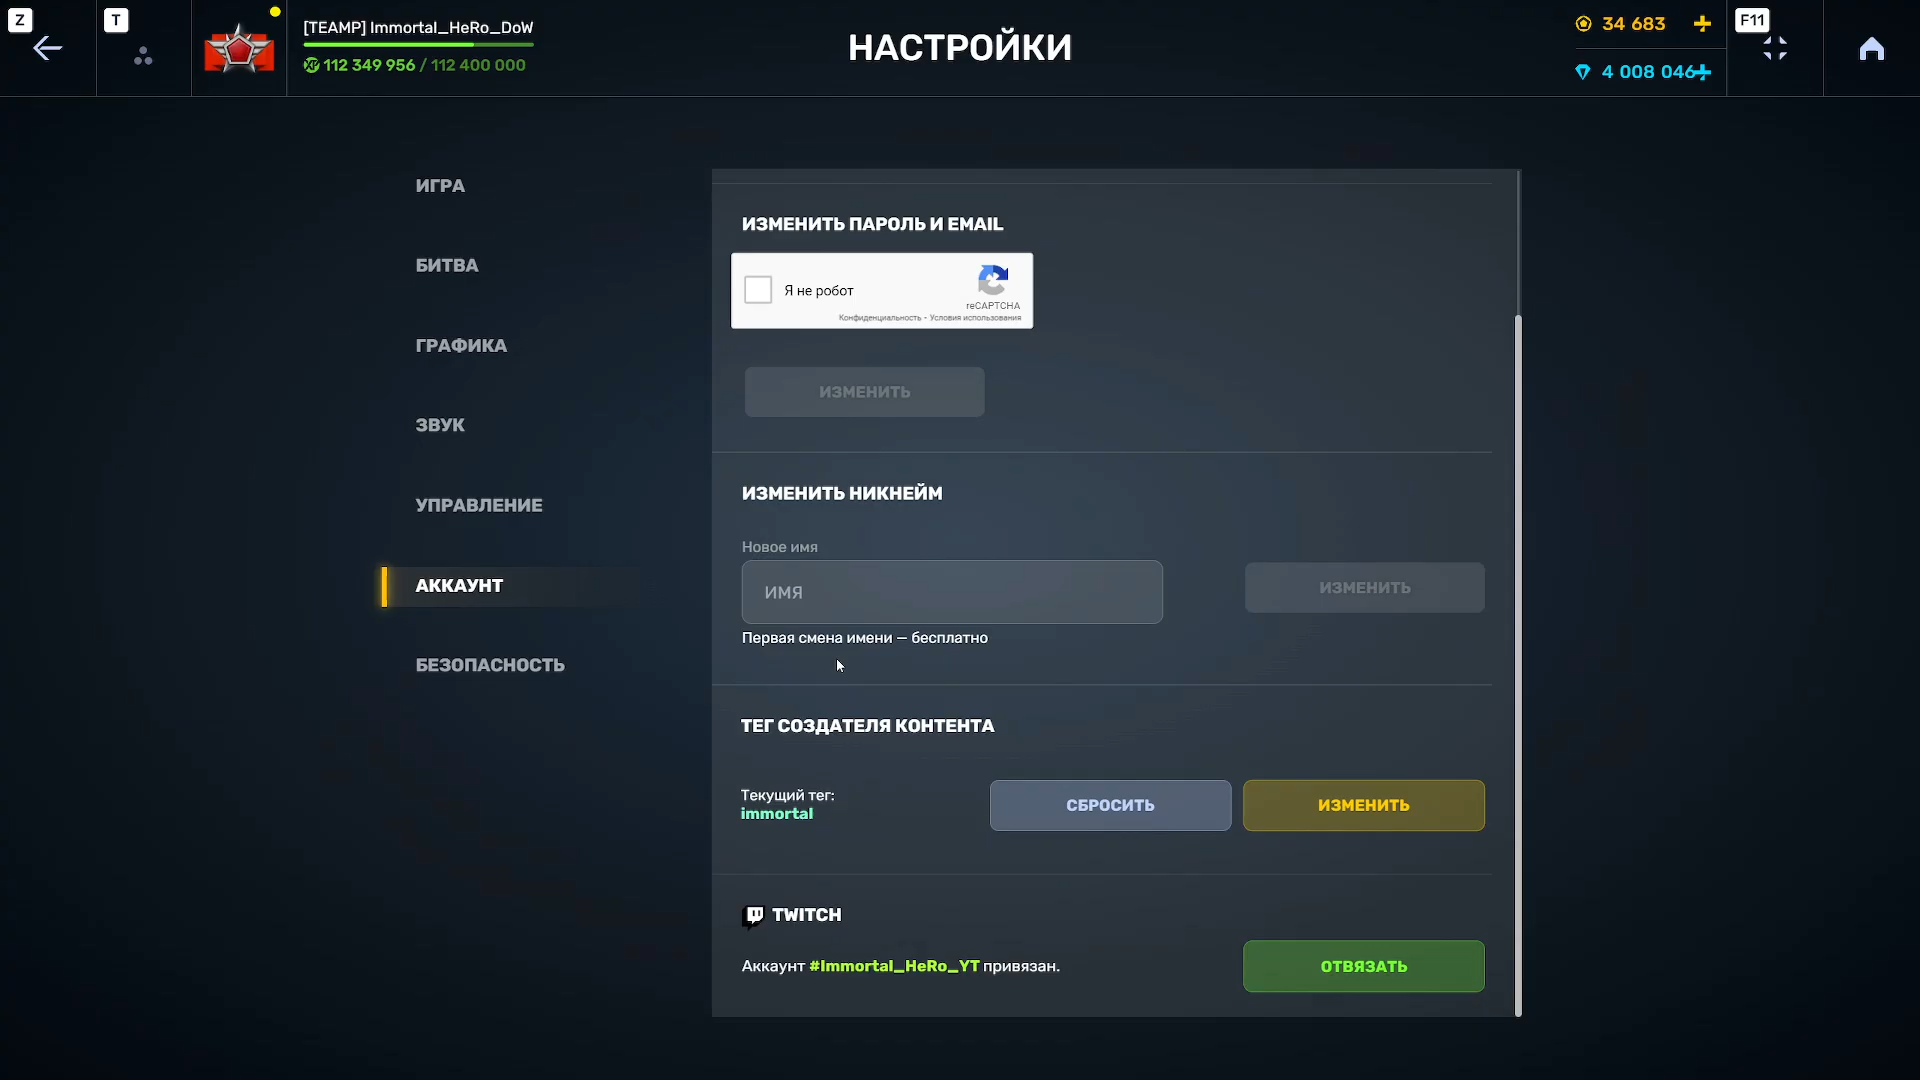 Z
T
[TEAMP] Immortal_HeRo_DoW
XP 112 349 956 / 112 400 000
НАСТРОЙКИ
34 683
4 008 046
F11
ИГРА
БИТВА
ГРАФИКА
ЗВУК
УПРАВЛЕНИЕ
АККАУНТ
БЕЗОПАСНОСТЬ
ИЗМЕНИТЬ ПАРОЛЬ И EMAIL
Я не робот
reCAPTCHA
Конфиденциальность - Условия использования
ИЗМЕНИТЬ
ИЗМЕНИТЬ НИКНЕЙМ
Новое имя
ИМЯ
ИЗМЕНИТЬ
Первая смена имени — бесплатно
ТЕГ СОЗДАТЕЛЯ КОНТЕНТА
Текущий тег:
immortal
СБРОСИТЬ
ИЗМЕНИТЬ
TWITCH
Аккаунт #Immortal_HeRo_YT привязан.
ОТВЯЗАТЬ